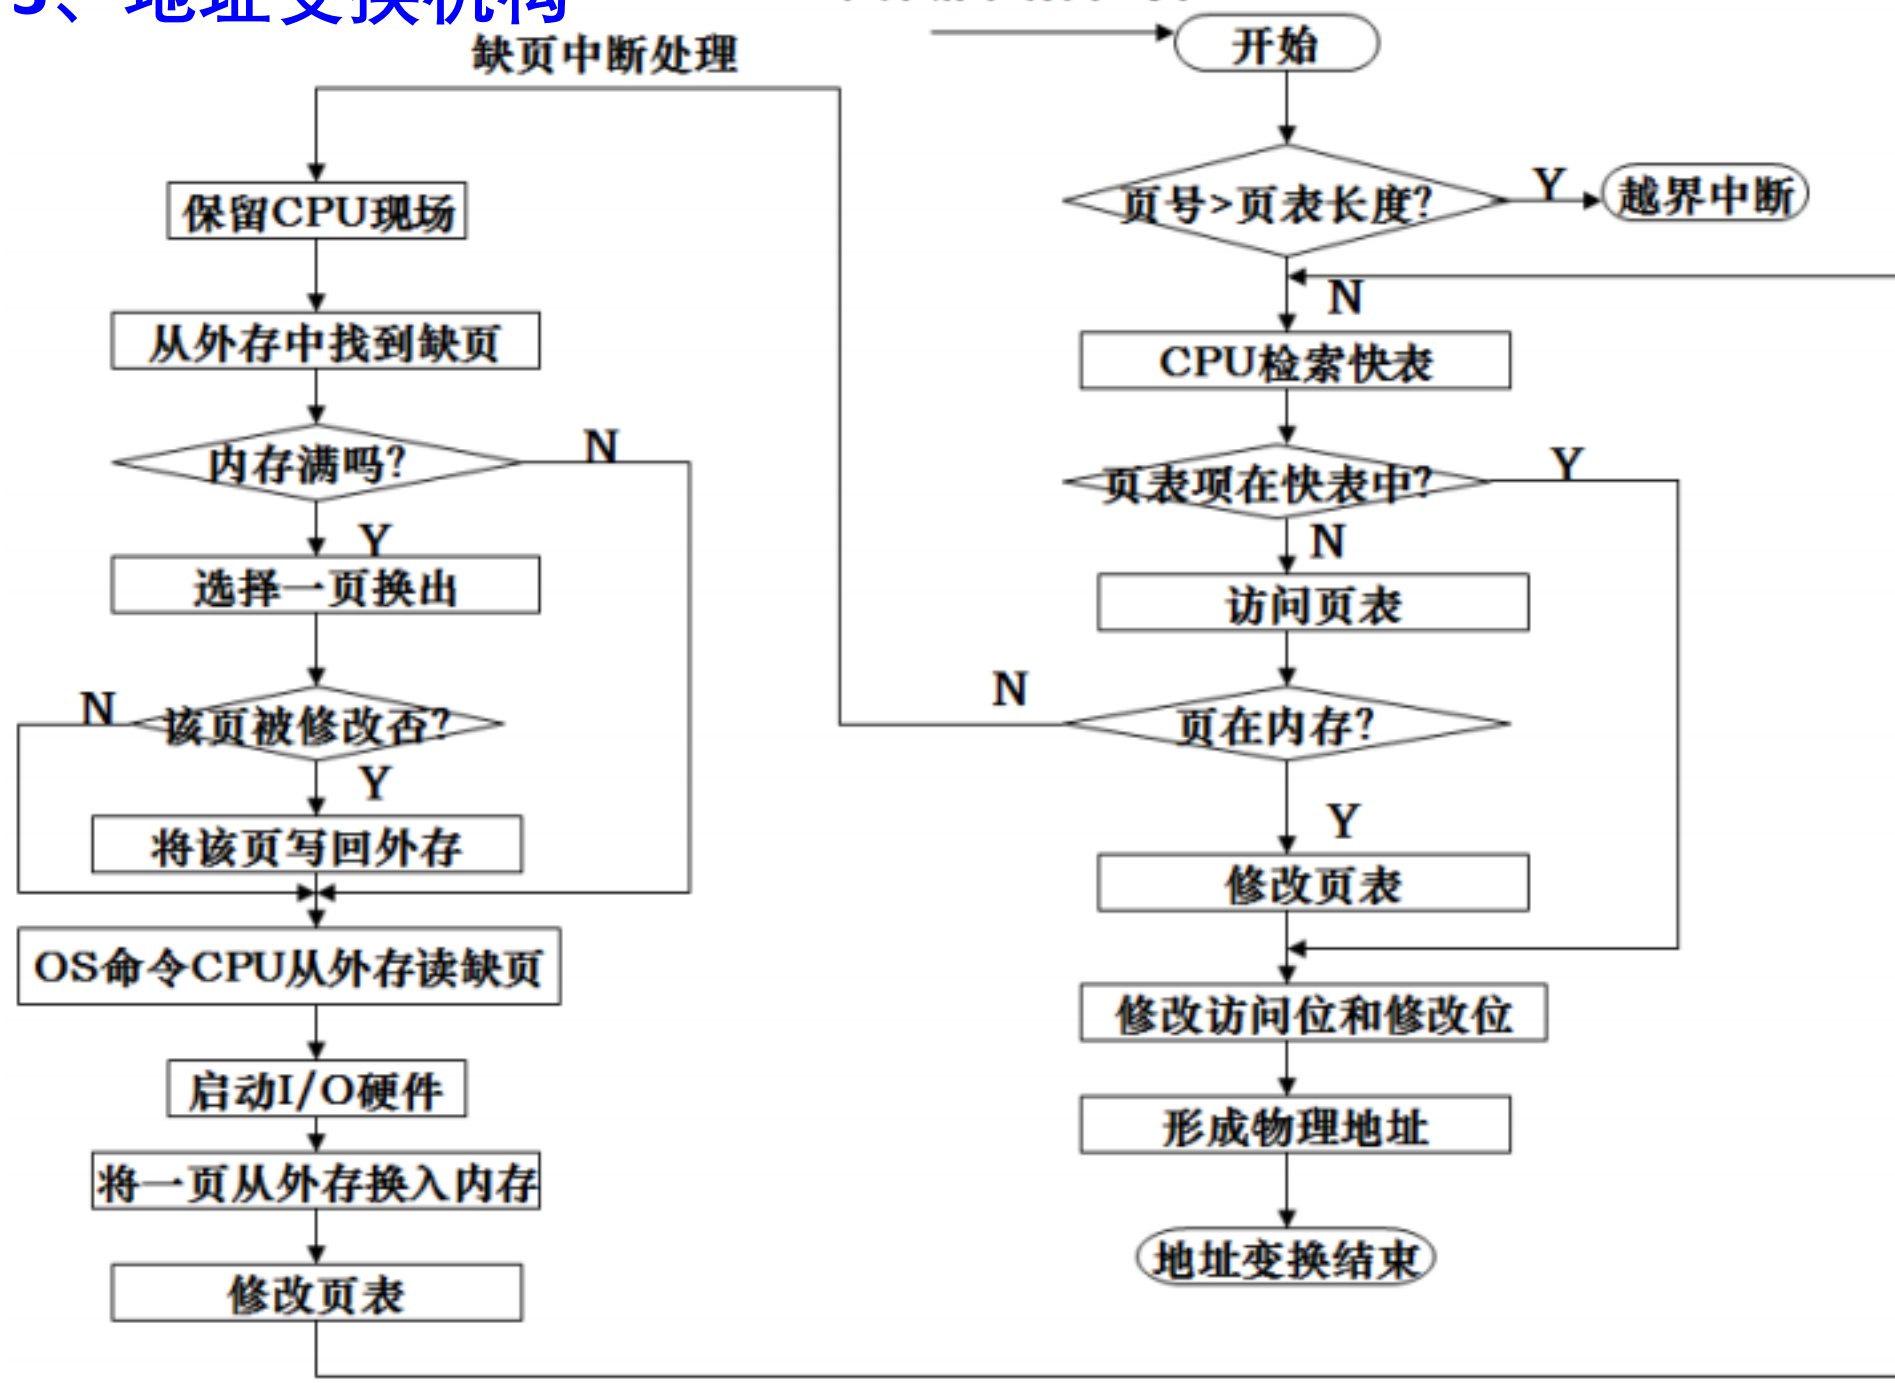 3、地址变换机构
缺页中断处理
保留CPU现场
从外存中找到缺页
内存满吗?
N
Y
选择一页换出
该页被修改否?
N
Y
将该页写回外存
OS命令CPU从外存读缺页
启动I/O硬件
将一页从外存换入内存
修改页表
开始
页号>页表长度?
Y
越界中断
N
CPU检索快表
页表项在快表中?
Y
N
访问页表
页在内存?
N
Y
修改页表
修改访问位和修改位
形成物理地址
地址变换结束